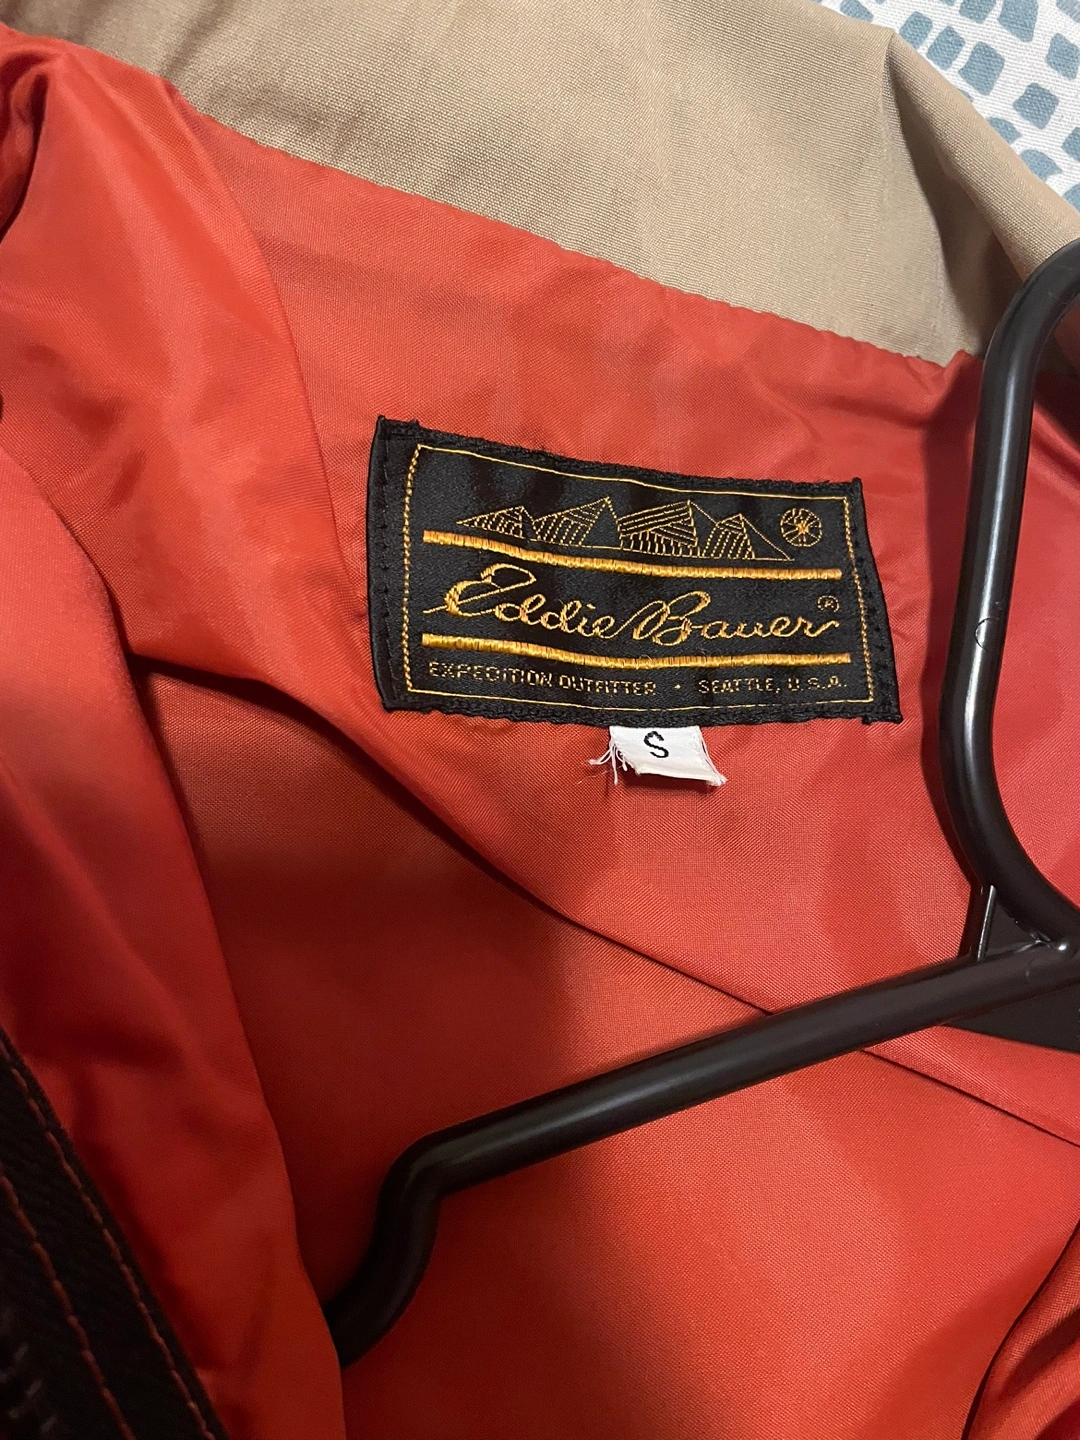 Eddie Bauer®
EXPEDITION OUTFITTER • SEATTLE, U.S.A.
S